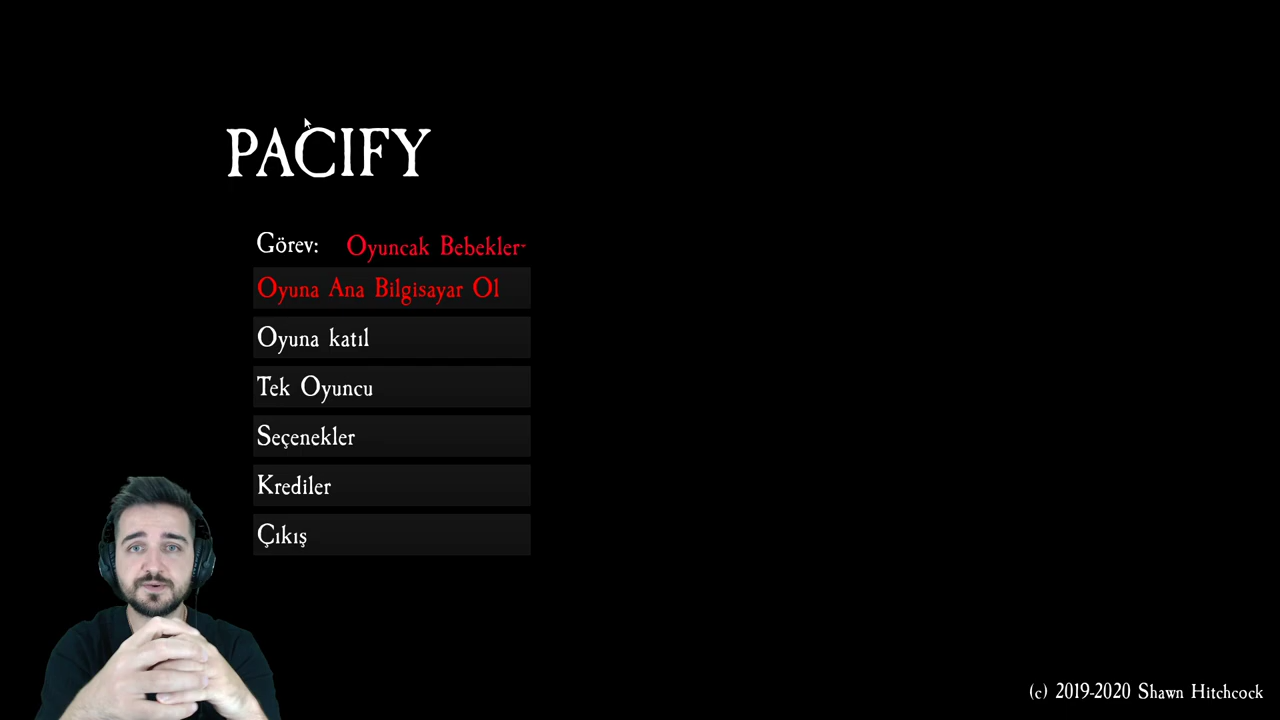 PACIFY
Görev: Oyuncak Bebekler-
Oyuna Ana Bilgisayar Ol
Oyuna katıl
Tek Oyuncu
Seçenekler
Krediler
Çıkış
(c) 2019-2020 Shawn Hitchcock